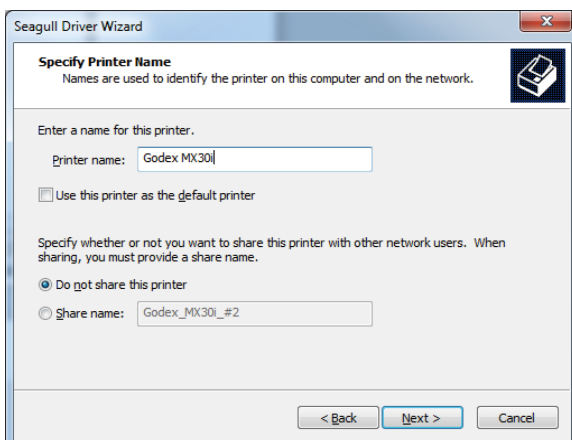 Seagull Driver Wizard
Specify Printer Name
Names are used to identify the printer on this computer and on the network.
Enter a name for this printer.
Printer name: Godex MX30i
Use this printer as the default printer
Specify whether or not you want to share this printer with other network users. When
sharing, you must provide a share name.
Do not share this printer
Share name: Godex_MX30i_#2
< Back Next > Cancel